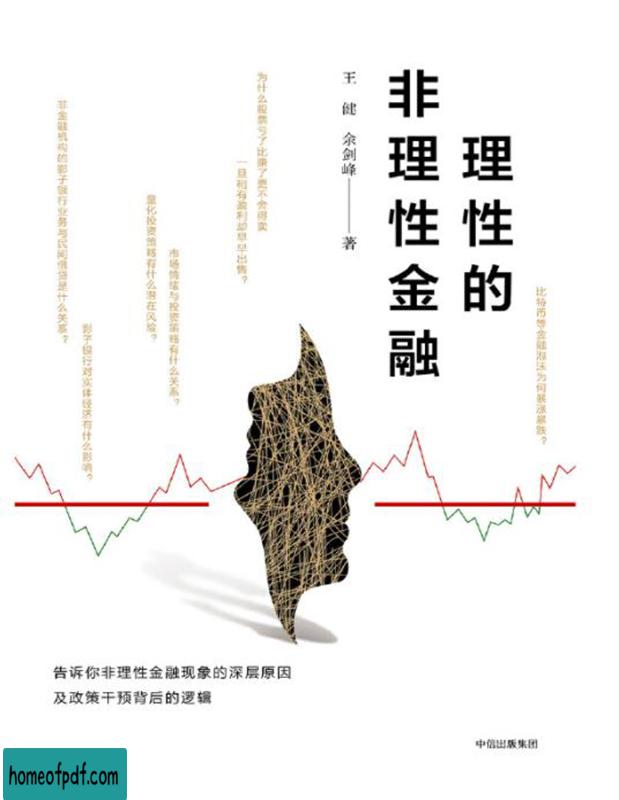 理性的
非理性金融
王健 余剑峰——著
比特币等金融泡沫为何暴涨暴跌？
为什么股票亏了比赚了更不舍得卖
一旦稍有盈利却早早出售？
市场情绪与投资策略有什么关系？
量化投资策略有什么潜在风险？
影子银行对实体经济有什么影响？
非金融机构的影子银行业务与民间借贷是什么关系？
告诉你非理性金融现象的深层原因
及政策干预背后的逻辑
中信出版集团
homeofpdf.com